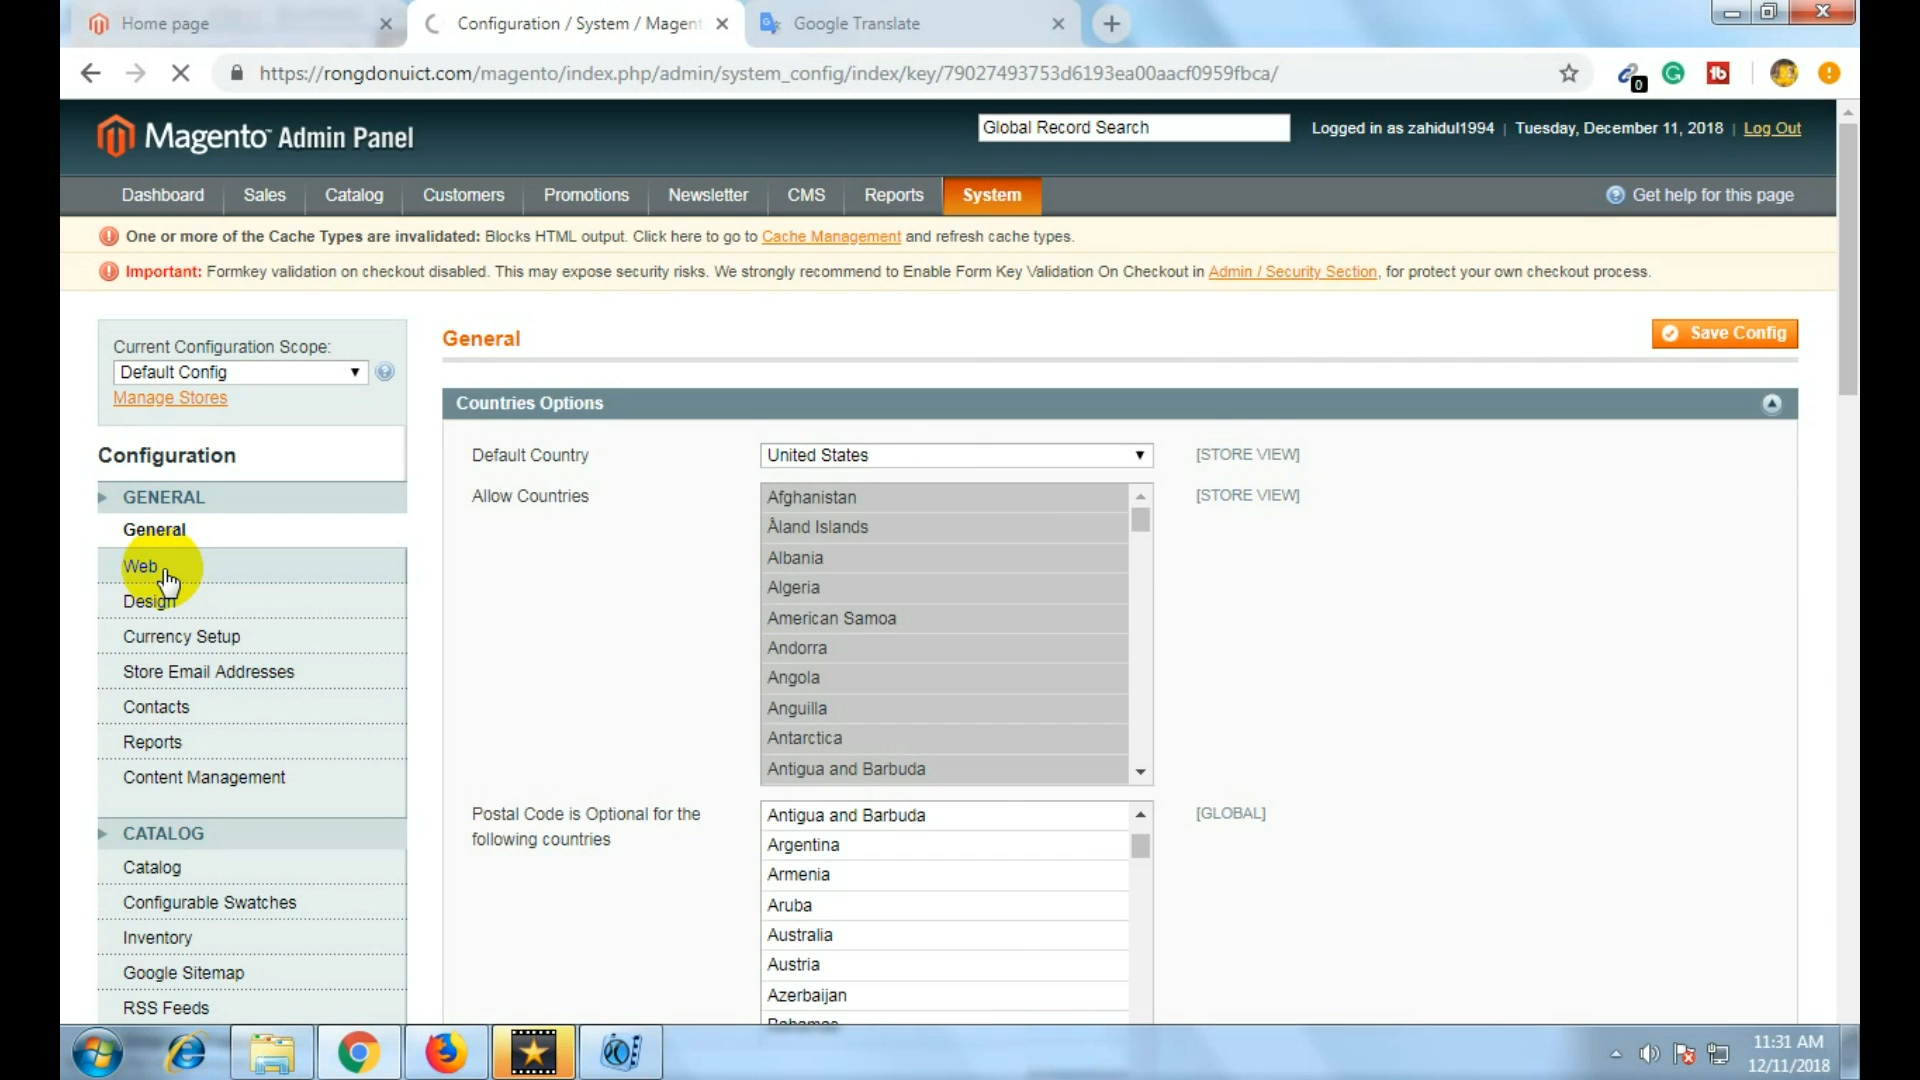 Home page
Configuration / System / Magent
Google Translate
https://rongdonuict.com/magento/index.php/admin/system_config/index/key/79027493753d6193ea00aacf0959fbca/
0
Magento Admin Panel
Global Record Search
Logged in as zahidul1994 | Tuesday, December 11, 2018 | Log Out
Dashboard Sales Catalog Customers Promotions Newsletter CMS Reports System
Get help for this page
One or more of the Cache Types are invalidated: Blocks HTML output. Click here to go to Cache Management and refresh cache types.
Important: Formkey validation on checkout disabled. This may expose security risks. We strongly recommend to Enable Form Key Validation On Checkout in Admin / Security Section, for protect your own checkout process.
Current Configuration Scope:
Default Config
Manage Stores
Configuration
GENERAL
General
Web
Design
Currency Setup
Store Email Addresses
Contacts
Reports
Content Management
CATALOG
Catalog
Configurable Swatches
Inventory
Google Sitemap
RSS Feeds
General
Save Config
Countries Options
Default Country
United States
[STORE VIEW]
Allow Countries
[STORE VIEW]
Afghanistan
Åland Islands
Albania
Algeria
American Samoa
Andorra
Angola
Anguilla
Antarctica
Antigua and Barbuda
Postal Code is Optional for the
following countries
[GLOBAL]
Antigua and Barbuda
Argentina
Armenia
Aruba
Australia
Austria
Azerbaijan
Bahamas
11:31 AM
12/11/2018